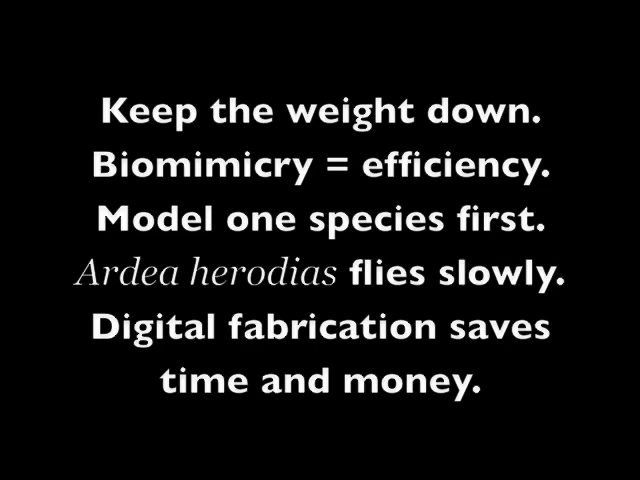 Keep the weight down.
Biomimicry = efficiency.
Model one species first.
Ardea herodias flies slowly.
Digital fabrication saves
time and money.